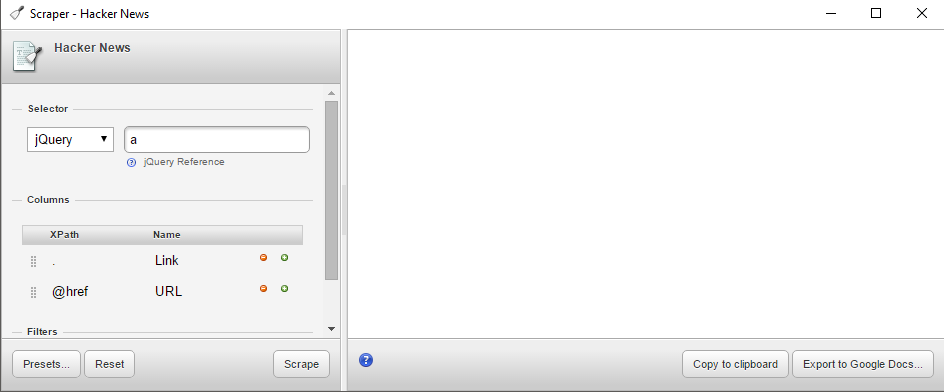 Scraper - Hacker News
Hacker News
Selector
jQuery
a
? jQuery Reference
Columns
XPath Name
. Link
@href URL
Filters
Presets... Reset Scrape
? Copy to clipboard Export to Google Docs...